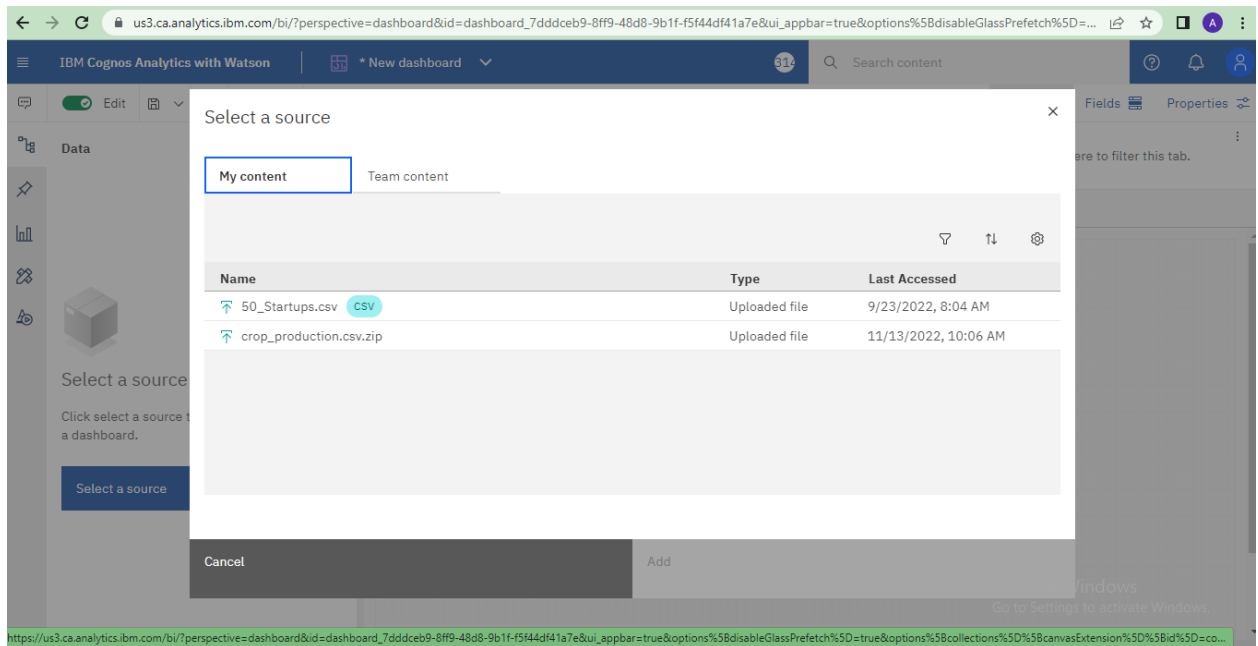 us3.ca.analytics.ibm.com/bi/?perspective=dashboard&id=dashboard_7dddceb9-8ff9-48d8-9b1f-f5f44df41a7e&ui_appbar=true&options%5BdisableGlassPrefetch%5D=...
A
IBM Cognos Analytics with Watson
* New dashboard
314
Search content
Edit
Fields
Properties
Select a source
Data
ere to filter this tab.
My content
Team content
Name
Type
Last Accessed
50_Startups.csv
CSV
Uploaded file
9/23/2022, 8:04 AM
crop_production.csv.zip
Uploaded file
11/13/2022, 10:06 AM
Select a source
Click select a source t
a dashboard.
Select a source
Cancel
Add
Windows
Go to Settings to activate Windows.
https://us3.ca.analytics.ibm.com/bi/?perspective=dashboard&id=dashboard_7dddceb9-8ff9-48d8-9b1f-f5f44df41a7e&ui_appbar=true&options%5BdisableGlassPrefetch%5D=true&options%5Bcollections%5D%5BcanvasExtension%5D%5Bid%5D=co...